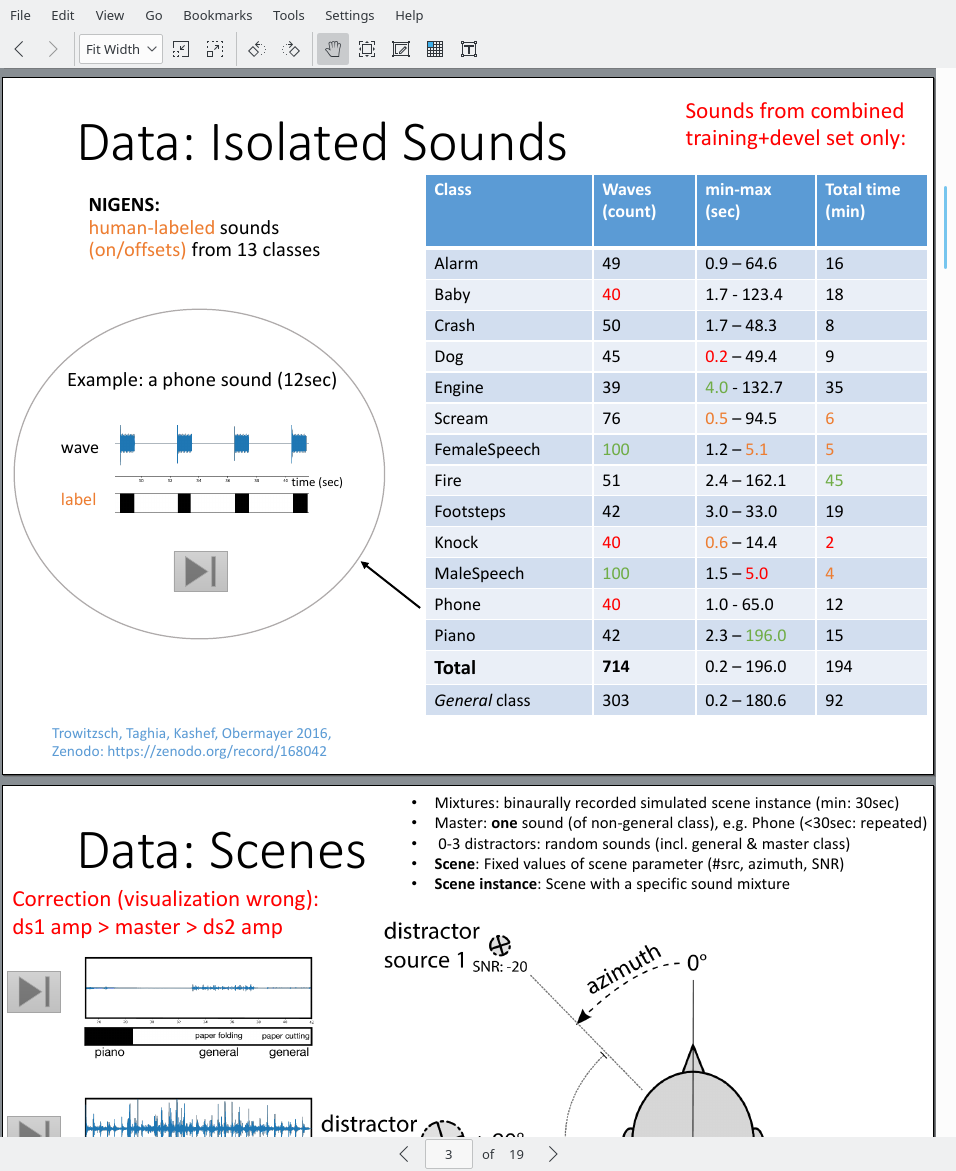 File Edit View Go Bookmarks Tools Settings Help
Fit Width
Data: Isolated Sounds
Sounds from combined
training+devel set only:
NIGENS:
human-labeled sounds
(on/offsets) from 13 classes
Example: a phone sound (12sec)
wave
time (sec)
label
Class Waves (count) min-max (sec) Total time (min)
Alarm 49 0.9 – 64.6 16
Baby 40 1.7 - 123.4 18
Crash 50 1.7 – 48.3 8
Dog 45 0.2 – 49.4 9
Engine 39 4.0 - 132.7 35
Scream 76 0.5 – 94.5 6
FemaleSpeech 100 1.2 – 5.1 5
Fire 51 2.4 – 162.1 45
Footsteps 42 3.0 – 33.0 19
Knock 40 0.6 – 14.4 2
MaleSpeech 100 1.5 – 5.0 4
Phone 40 1.0 - 65.0 12
Piano 42 2.3 – 196.0 15
Total 714 0.2 – 196.0 194
General class 303 0.2 – 180.6 92
Trowitzsch, Taghia, Kashef, Obermayer 2016,
Zenodo: https://zenodo.org/record/168042
Data: Scenes
• Mixtures: binaurally recorded simulated scene instance (min: 30sec)
• Master: one sound (of non-general class), e.g. Phone (<30sec: repeated)
• 0-3 distractors: random sounds (incl. general & master class)
• Scene: Fixed values of scene parameter (#src, azimuth, SNR)
• Scene instance: Scene with a specific sound mixture
Correction (visualization wrong):
ds1 amp > master > ds2 amp
distractor
source 1 SNR: -20
azimuth
0°
paper folding paper cutting
piano general general
distractor
3 of 19